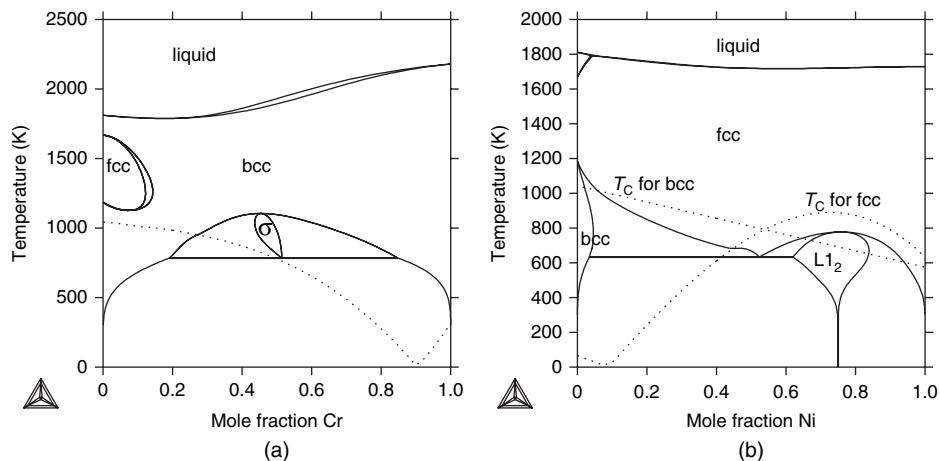 2500
2000
1500
1000
500
0
Temperature (K)
liquid
fcc
bcc
σ
0 0.2 0.4 0.6 0.8 1.0
Mole fraction Cr
(a)
2000
1800
1600
1400
1200
1000
800
600
400
200
0
Temperature (K)
liquid
fcc
T_C for bcc
T_C for fcc
bcc
L1₂
0 0.2 0.4 0.6 0.8 1.0
Mole fraction Ni
(b)